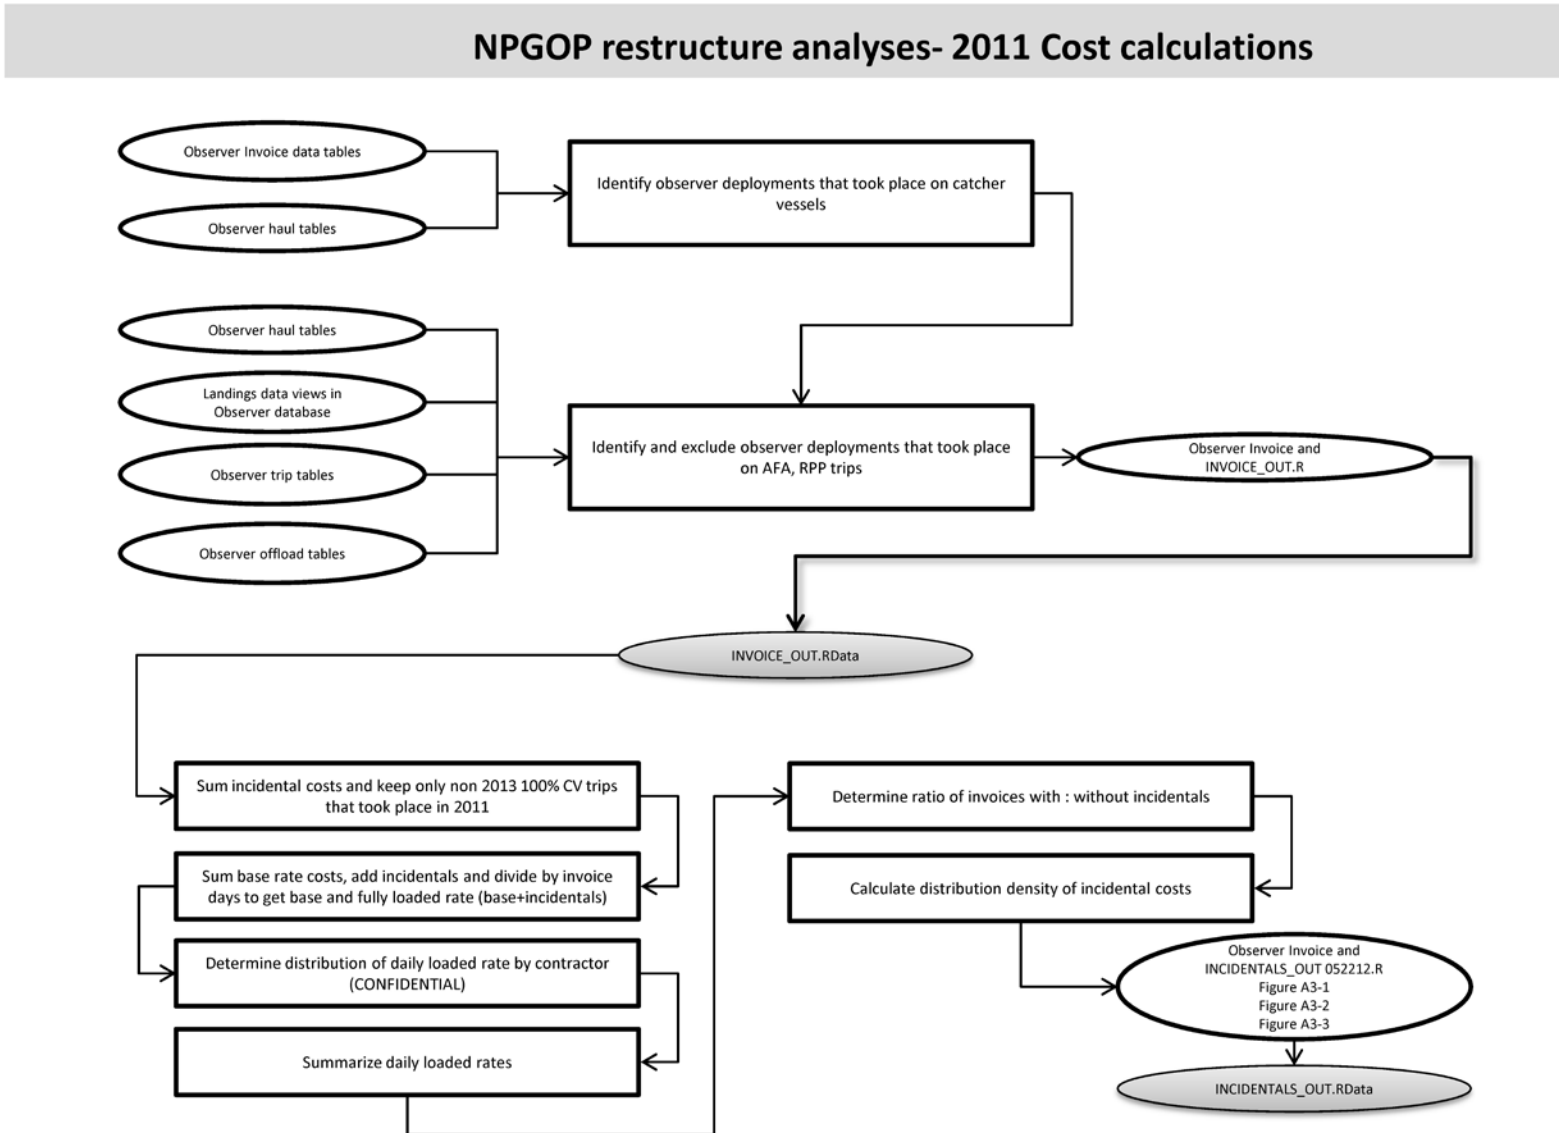 NPGOP restructure analyses- 2011 Cost calculations
Observer Invoice data tables
Observer haul tables
Identify observer deployments that took place on catcher
vessels
Observer haul tables
Landings data views in
Observer database
Observer trip tables
Observer offload tables
Identify and exclude observer deployments that took place
on AFA, RPP trips
Observer Invoice and
INVOICE_OUT.R
INVOICE_OUT.RData
Sum incidental costs and keep only non 2013 100% CV trips
that took place in 2011
Sum base rate costs, add incidentals and divide by invoice
days to get base and fully loaded rate (base+incidentals)
Determine distribution of daily loaded rate by contractor
(CONFIDENTIAL)
Summarize daily loaded rates
Determine ratio of invoices with : without incidentals
Calculate distribution density of incidental costs
Observer Invoice and
INCIDENTALS_OUT 052212.R
Figure A3-1
Figure A3-2
Figure A3-3
INCIDENTALS_OUT.RData